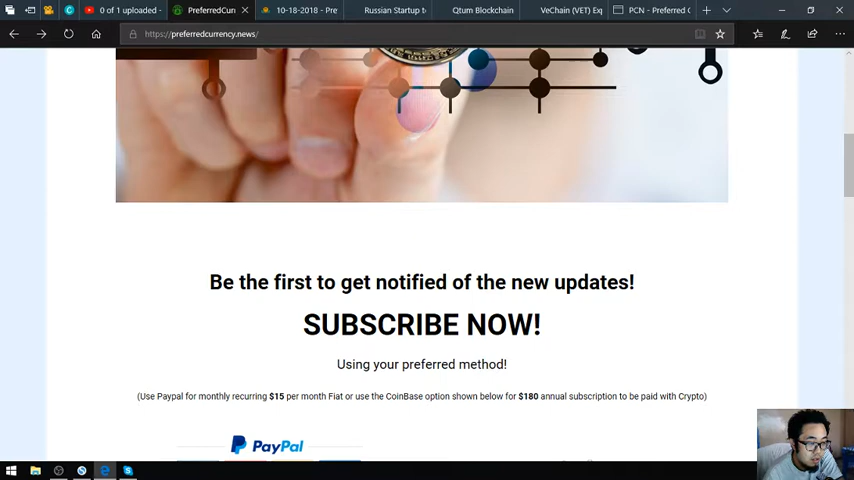 0 of 1 uploaded -
PreferredCur
10-18-2018 - Pre
Russian Startup t
Qtum Blockchain
VeChain (VET) Ex
PCN - Preferred C
https://preferredcurrency.news/
Be the first to get notified of the new updates!
SUBSCRIBE NOW!
Using your preferred method!
(Use Paypal for monthly recurring $15 per month Fiat or use the CoinBase option shown below for $180 annual subscription to be paid with Crypto)
PayPal